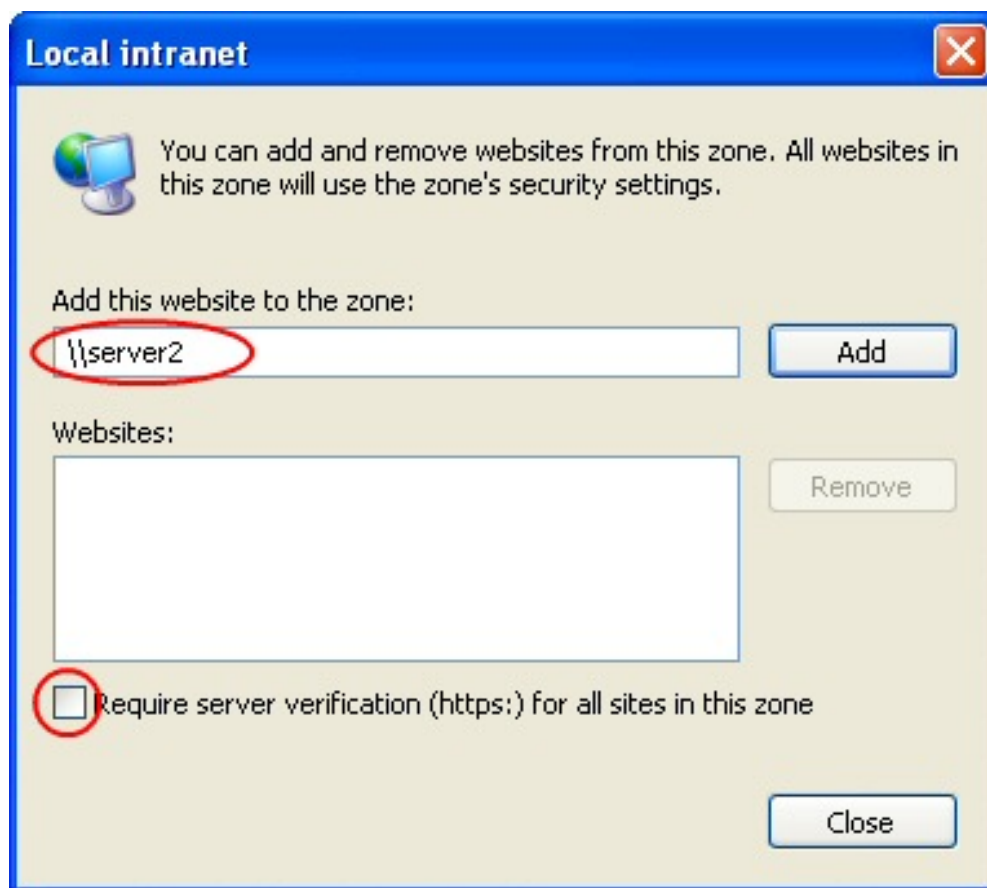 Local intranet
You can add and remove websites from this zone. All websites in
this zone will use the zone's security settings.
Add this website to the zone:
\\server2
Add
Websites:
Remove
Require server verification (https:) for all sites in this zone
Close